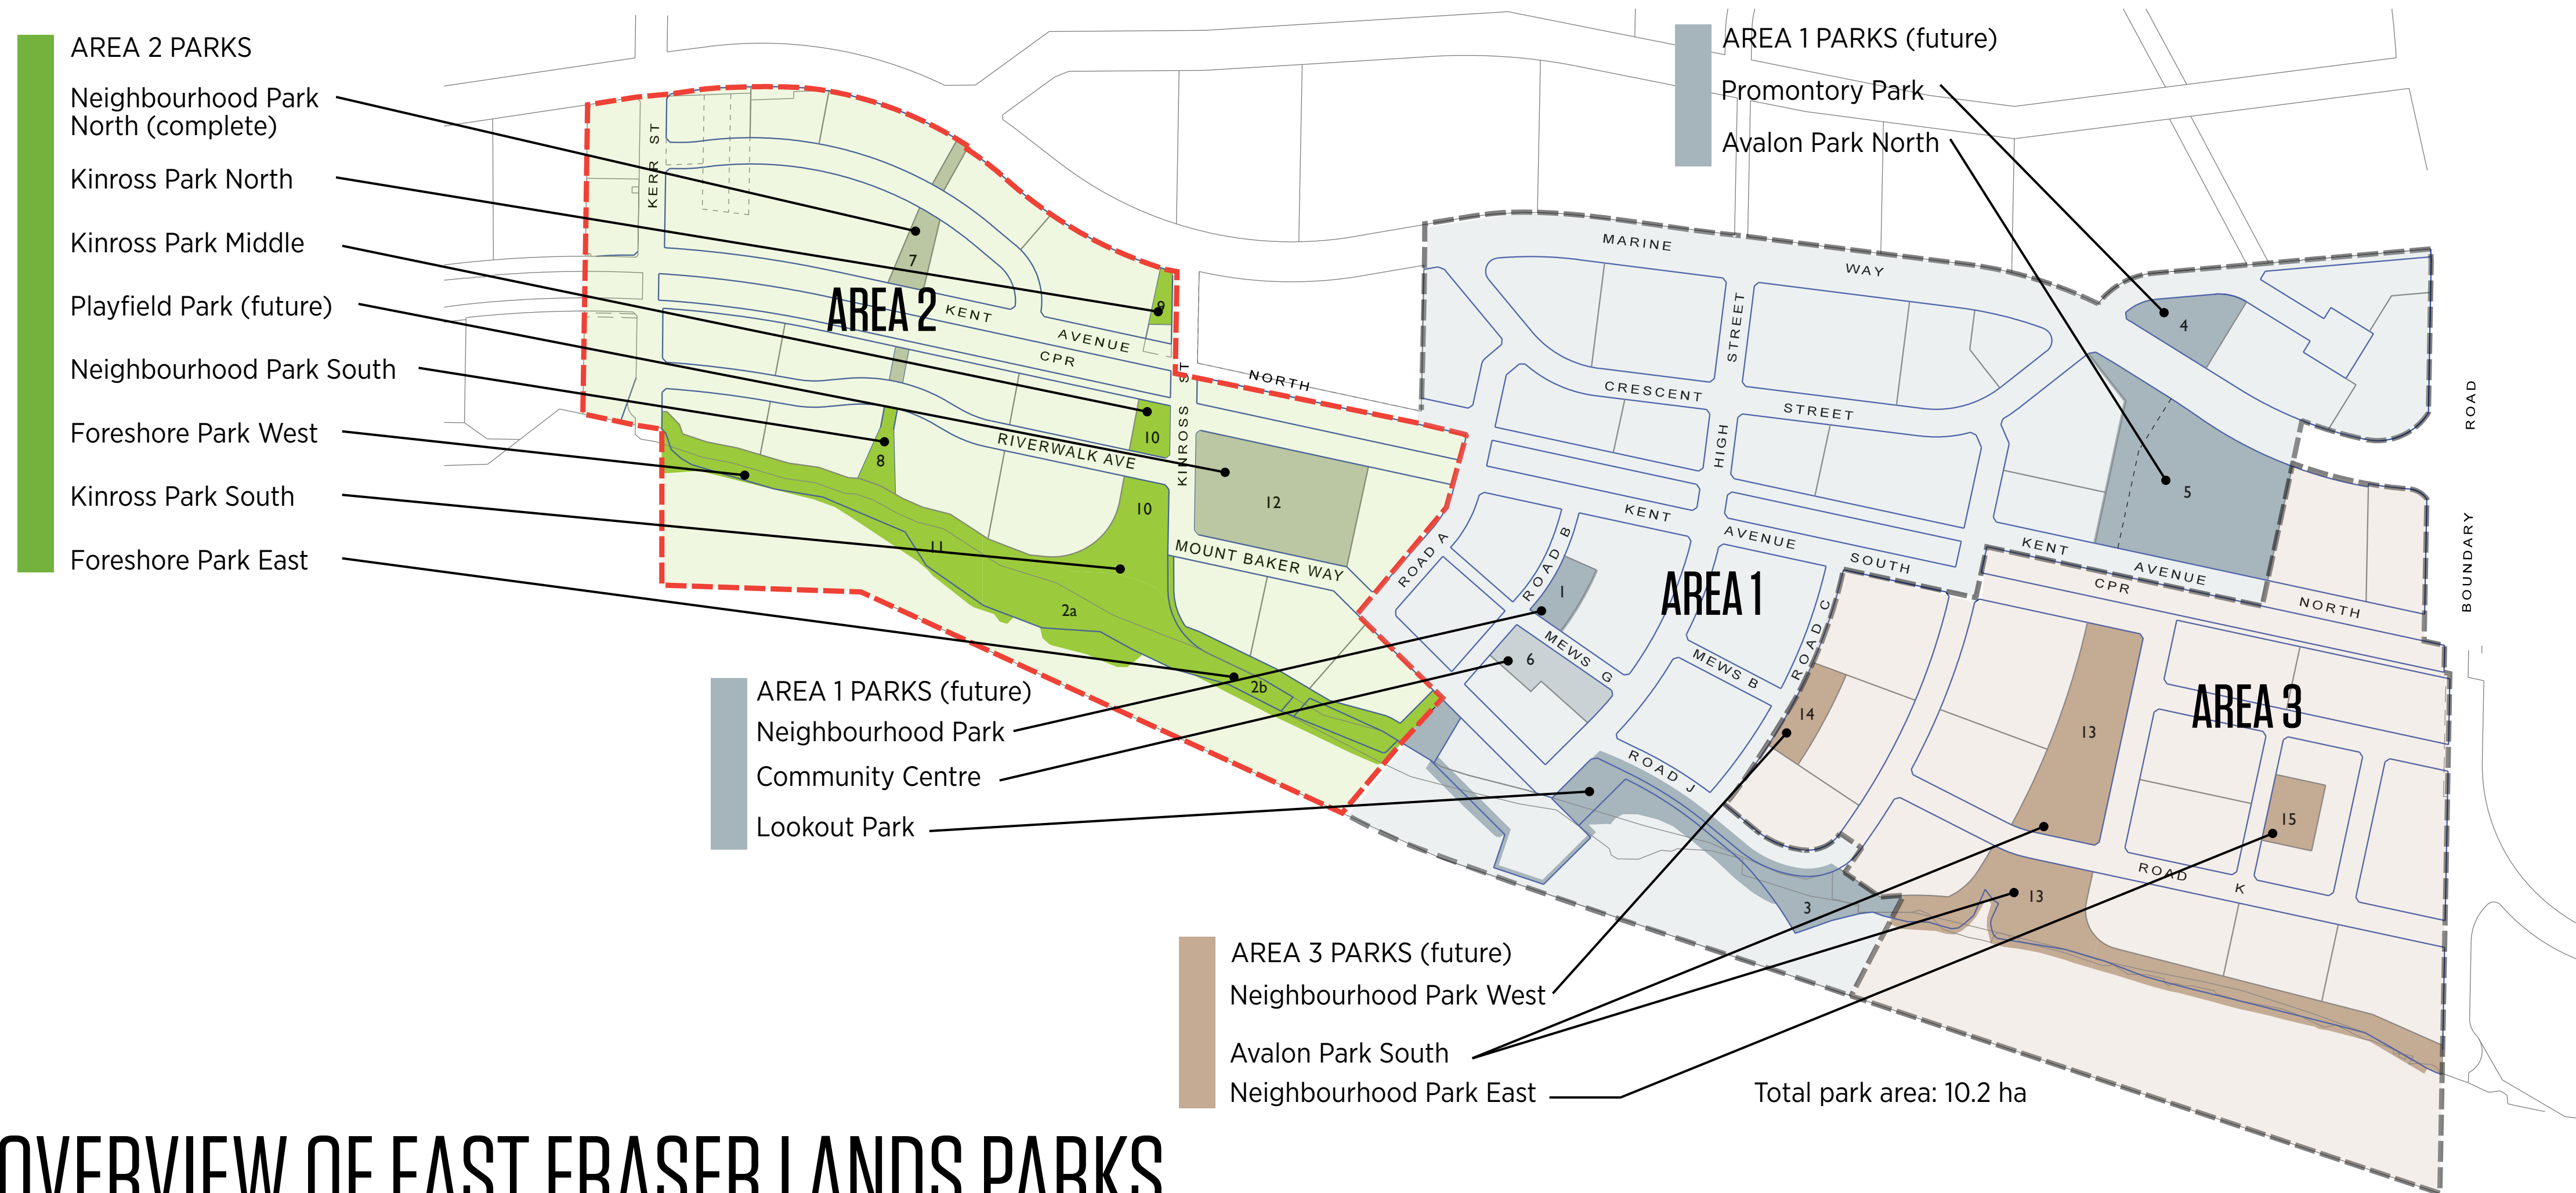 AREA 2 PARKS
Neighbourhood Park
North (complete)
Kinross Park North
Kinross Park Middle
Playfield Park (future)
Neighbourhood Park South
Foreshore Park West
Kinross Park South
Foreshore Park East
AREA 1 PARKS (future)
Promontory Park
Avalon Park North
KERR ST
7
AREA 2
KENT
AVENUE
CPR
9
KINROSS ST
NORTH
10
RIVERWALK AVE
8
10
12
MOUNT BAKER WAY
11
2a
2b
MARINE
WAY
STREET
HIGH
CRESCENT
STREET
4
5
KENT
AVENUE
SOUTH
KENT
AVENUE
NORTH
CPR
ROAD
BOUNDARY
ROAD A
ROAD B
1
AREA 1
6
MEWS G
MEWS B
ROAD C
ROAD J
3
14
13
AREA 3
15
13
ROAD K
AREA 1 PARKS (future)
Neighbourhood Park
Community Centre
Lookout Park
AREA 3 PARKS (future)
Neighbourhood Park West
Avalon Park South
Neighbourhood Park East
Total park area: 10.2 ha
OVERVIEW OF EAST FRASER LANDS PARKS